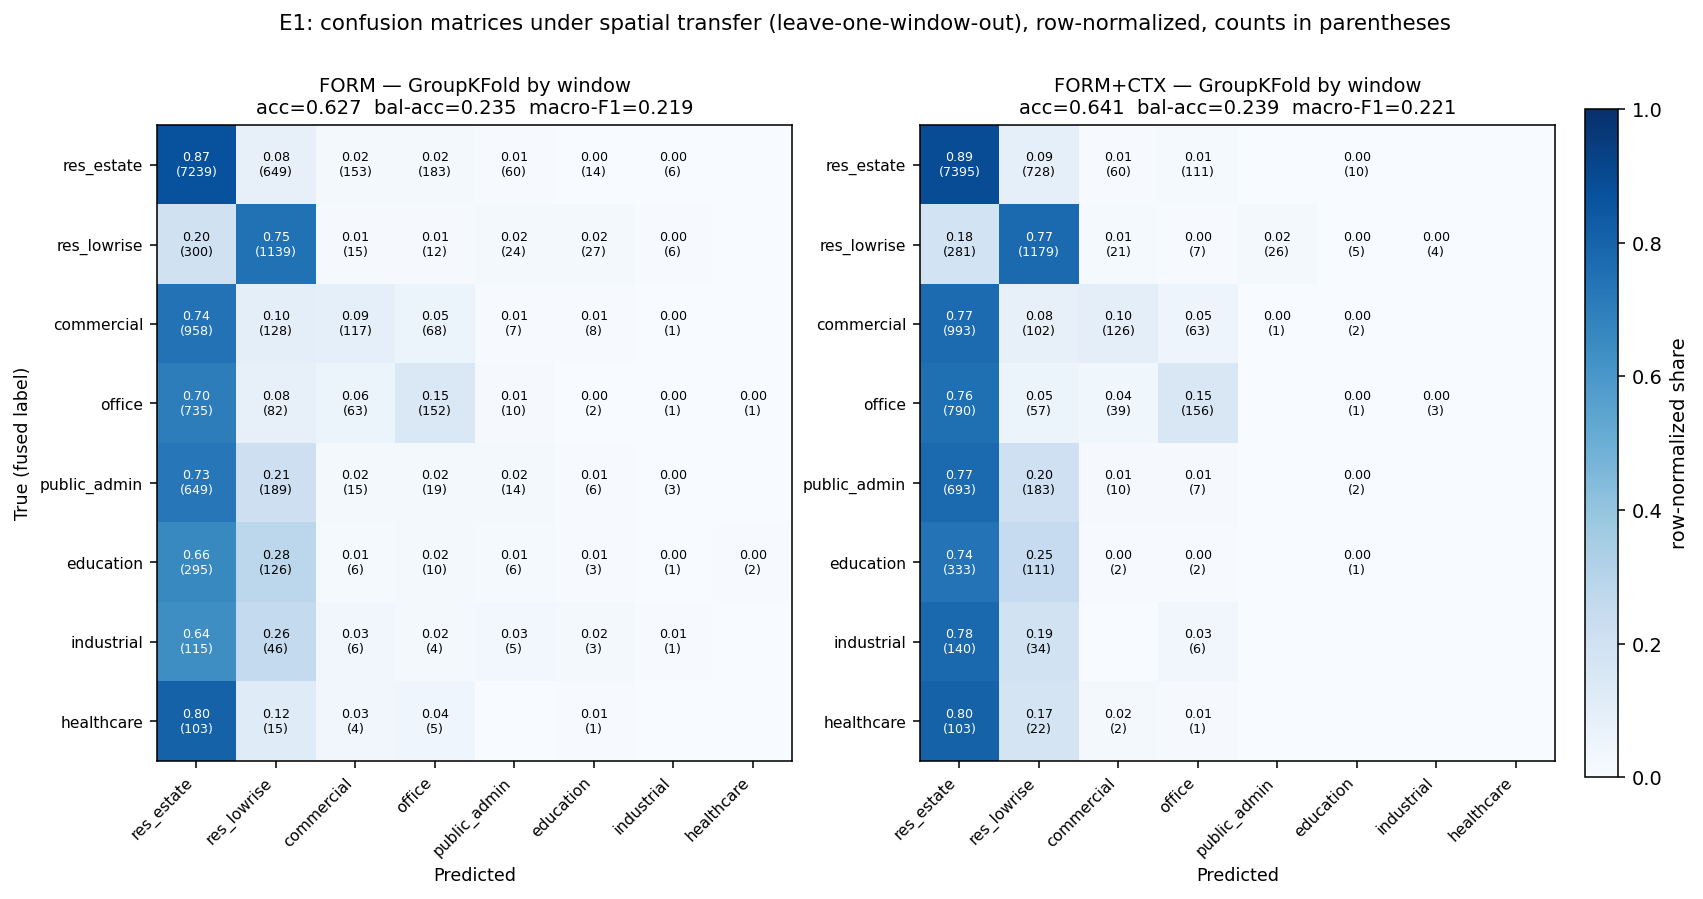 E1: confusion matrices under spatial transfer (leave-one-window-out), row-normalized, counts in parentheses
FORM — GroupKFold by window
acc=0.627 bal-acc=0.235 macro-F1=0.219
True (fused label)
res_estate
0.87 0.08 0.02 0.02 0.01 0.00 0.00
(7239) (649) (153) (183) (60) (14) (6)
res_lowrise
0.20 0.75 0.01 0.01 0.02 0.02 0.00
(300) (1139) (15) (12) (24) (27) (6)
commercial
0.74 0.10 0.09 0.05 0.01 0.01 0.00
(958) (128) (117) (68) (7) (8) (1)
office
0.70 0.08 0.06 0.15 0.01 0.00 0.00 0.00
(735) (82) (63) (152) (10) (2) (1) (1)
public_admin
0.73 0.21 0.02 0.02 0.02 0.01 0.00
(649) (189) (15) (19) (14) (6) (3)
education
0.66 0.28 0.01 0.02 0.01 0.01 0.00 0.00
(295) (126) (6) (10) (6) (3) (1) (2)
industrial
0.64 0.26 0.03 0.02 0.03 0.02 0.01
(115) (46) (6) (4) (5) (3) (1)
healthcare
0.80 0.12 0.03 0.04 0.01
(103) (15) (4) (5) (1)
res_estate
res_lowrise
commercial
office
public_admin
education
industrial
healthcare
Predicted
FORM+CTX — GroupKFold by window
acc=0.641 bal-acc=0.239 macro-F1=0.221
res_estate
0.89 0.09 0.01 0.01 0.00
(7395) (728) (60) (111) (10)
res_lowrise
0.18 0.77 0.01 0.00 0.02 0.00 0.00
(281) (1179) (21) (7) (26) (5) (4)
commercial
0.77 0.08 0.10 0.05 0.00 0.00
(993) (102) (126) (63) (1) (2)
office
0.76 0.05 0.04 0.15 0.00 0.00
(790) (57) (39) (156) (1) (3)
public_admin
0.77 0.20 0.01 0.01 0.00
(693) (183) (10) (7) (2)
education
0.74 0.25 0.00 0.00 0.00
(333) (111) (2) (2) (1)
industrial
0.78 0.19 0.03
(140) (34) (6)
healthcare
0.80 0.17 0.02 0.01
(103) (22) (2) (1)
res_estate
res_lowrise
commercial
office
public_admin
education
industrial
healthcare
Predicted
1.0
0.8
0.6
0.4
0.2
0.0
row-normalized share